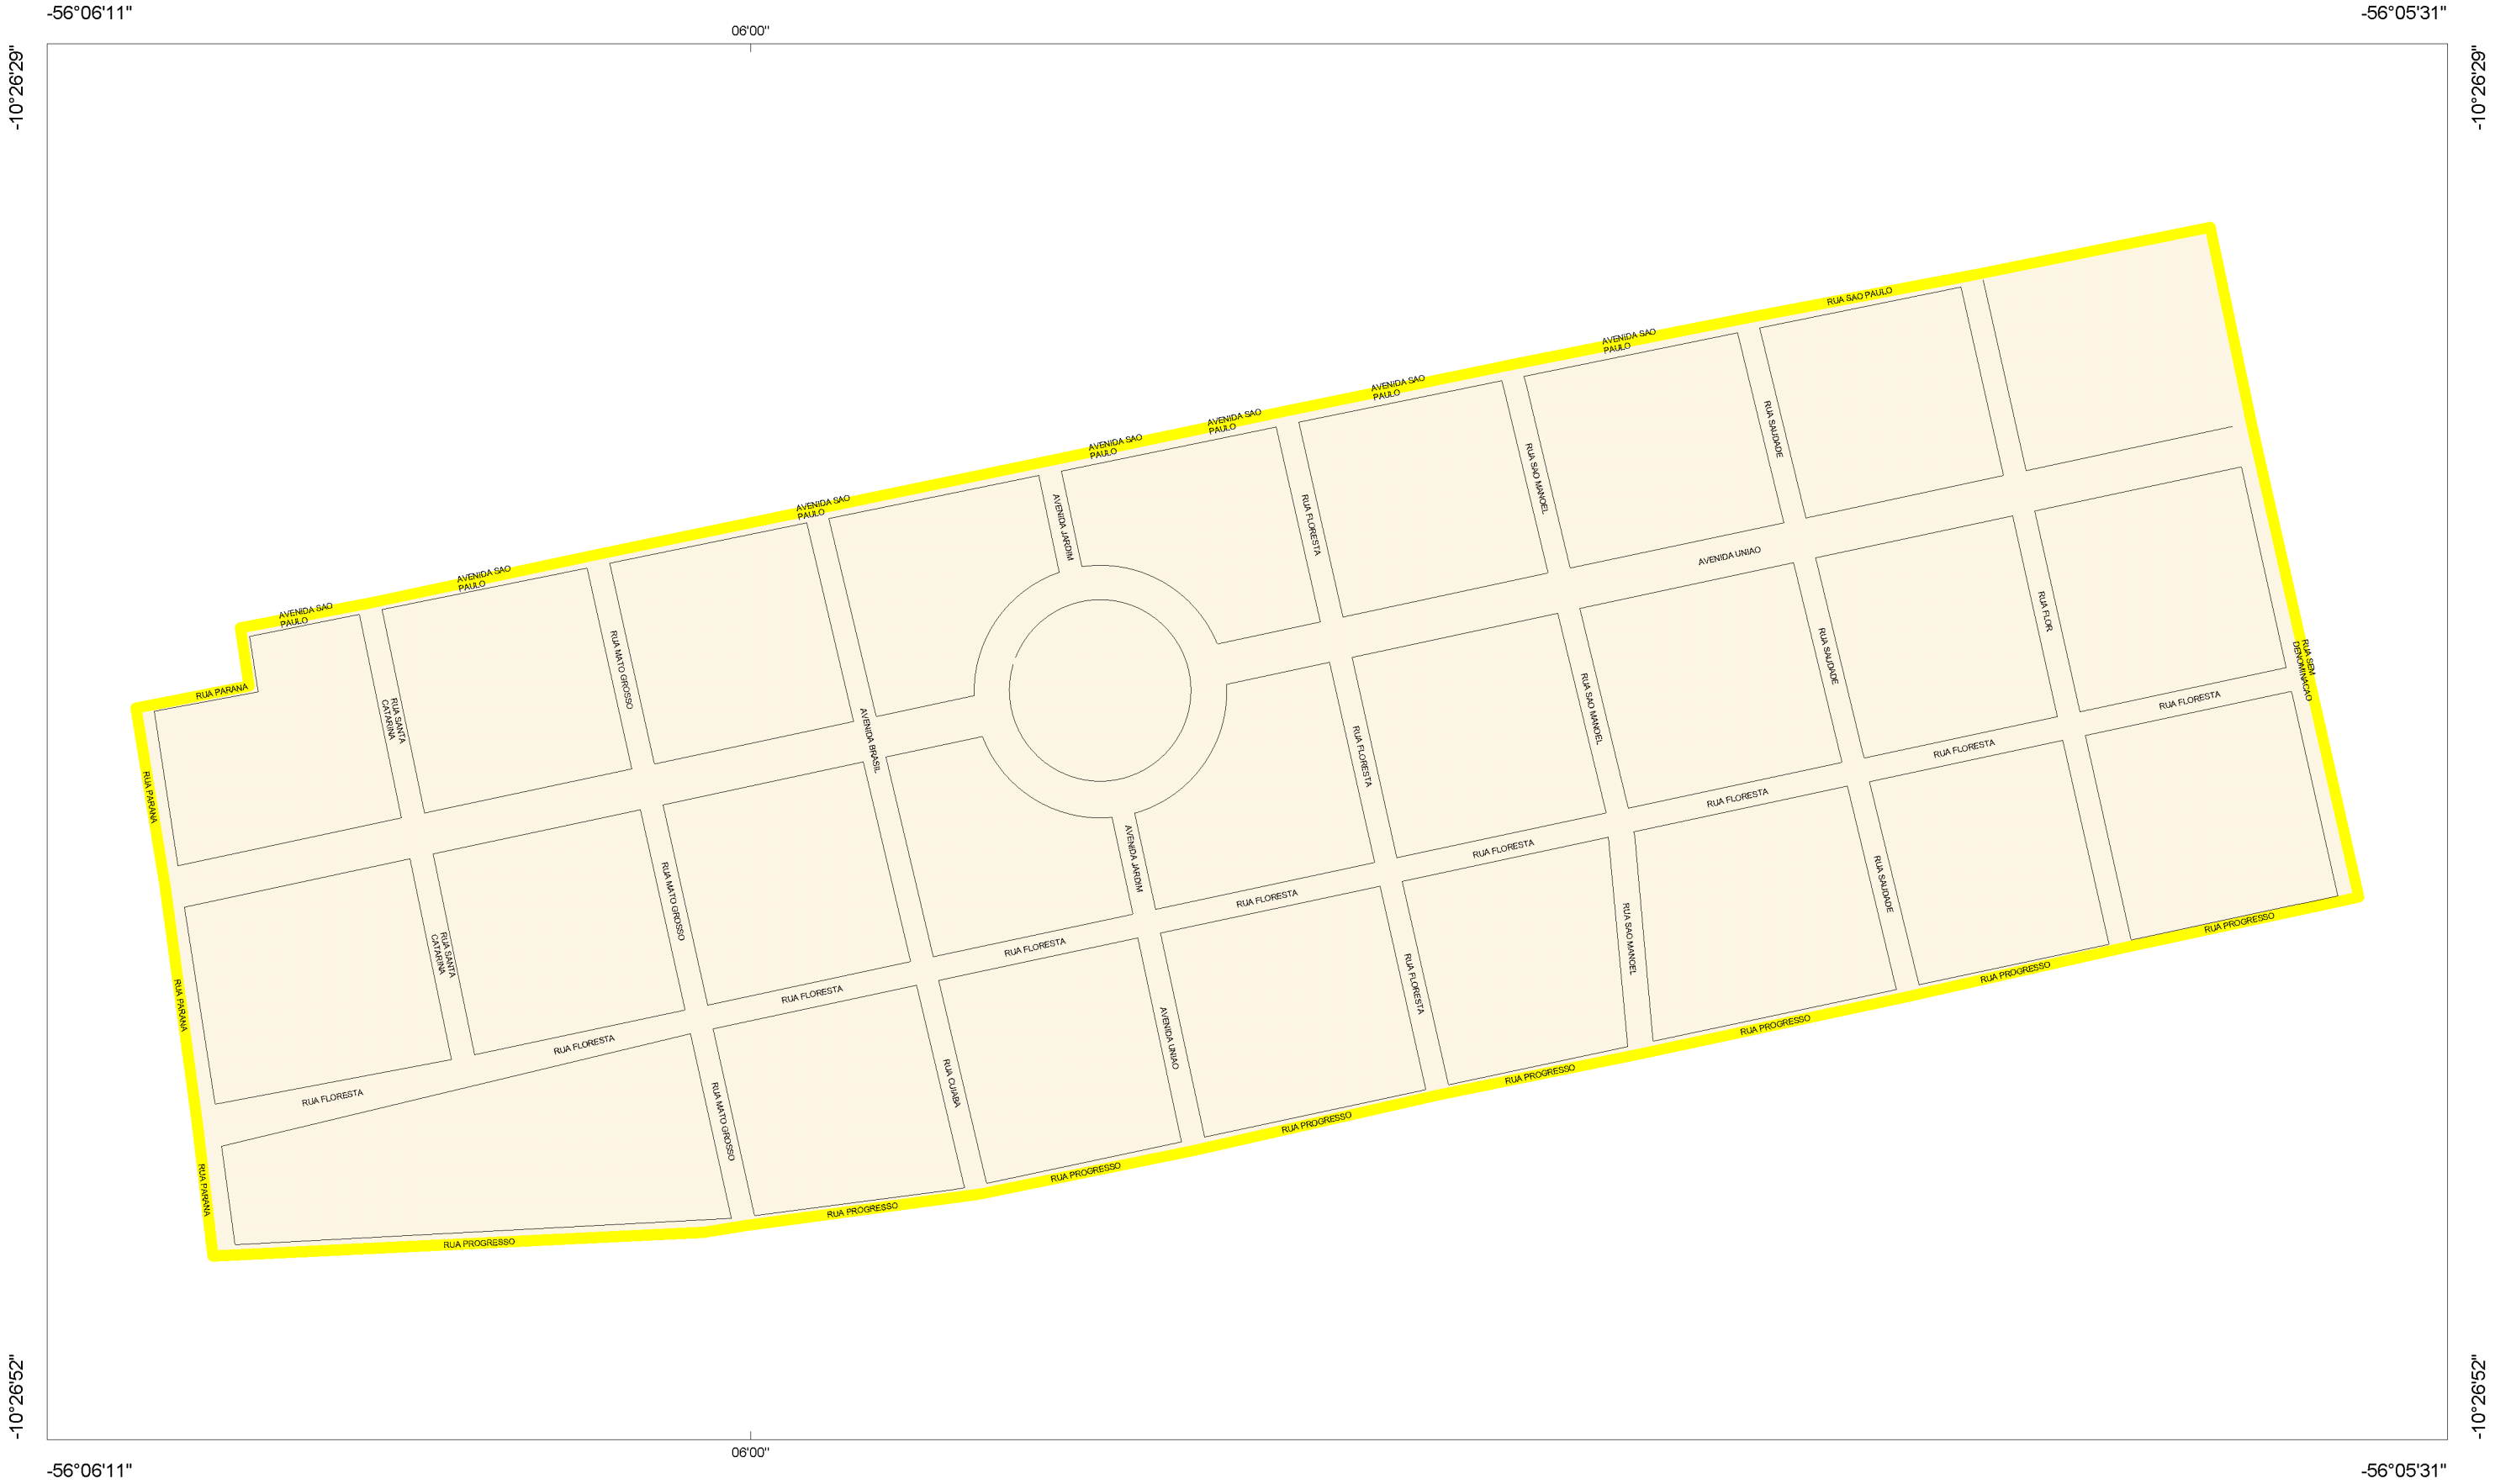 -56°06'11"
-56°05'31"
06'00"
-10°26'29"
-10°26'29"
RUA SAO PAULO
AVENIDA SAO
PAULO
AVENIDA SAO
PAULO
AVENIDA SAO
PAULO
AVENIDA SAO
PAULO
AVENIDA SAO
PAULO
AVENIDA SAO
PAULO
AVENIDA SAO
PAULO
RUA SAUDADE
RUA SAO MANOEL
RUA FLORESTA
AVENIDA JARDIM
AVENIDA UNIAO
RUA FLOR
RUA MATO GROSSO
RUA SAUDADE
RUA SEM
DENOMINACAO
RUA PARANA
RUA SANTA
CATARINA
RUA SAO MANOEL
RUA FLORESTA
AVENIDA BRASIL
RUA FLORESTA
RUA FLORESTA
RUA PARANA
RUA FLORESTA
AVENIDA JARDIM
RUA FLORESTA
RUA SAUDADE
RUA MATO GROSSO
RUA FLORESTA
RUA PROGRESSO
RUA SAO MANOEL
RUA SANTA
CATARINA
RUA FLORESTA
RUA FLORESTA
RUA PROGRESSO
RUA FLORESTA
RUA PARANA
AVENIDA UNIAO
RUA PROGRESSO
RUA FLORESTA
RUA CUIABA
RUA PROGRESSO
RUA FLORESTA
RUA MATO GROSSO
RUA PROGRESSO
RUA PROGRESSO
RUA PARANA
RUA PROGRESSO
RUA PROGRESSO
-10°26'52"
-10°26'52"
06'00"
-56°06'11"
-56°05'31"